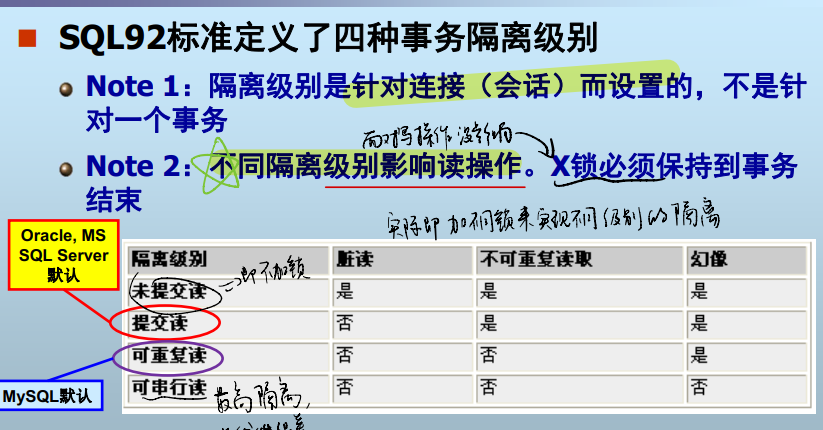 SQL92标准定义了四种事务隔离级别
Note 1：隔离级别是针对连接（会话）而设置的，不是针
对一个事务
而对写操作没影响
Note 2：不同隔离级别影响读操作。X锁必须保持到事务
结束
实际即加不同锁来实现不同级别的隔离
Oracle, MS
SQL Server
默认
隔离级别 脏读 不可重复读取 幻像
未提交读 是 是 是
即不加锁
提交读 否 是 是
可重复读 否 否 是
MySQL默认
可串行读 否 否 否
最高隔离,